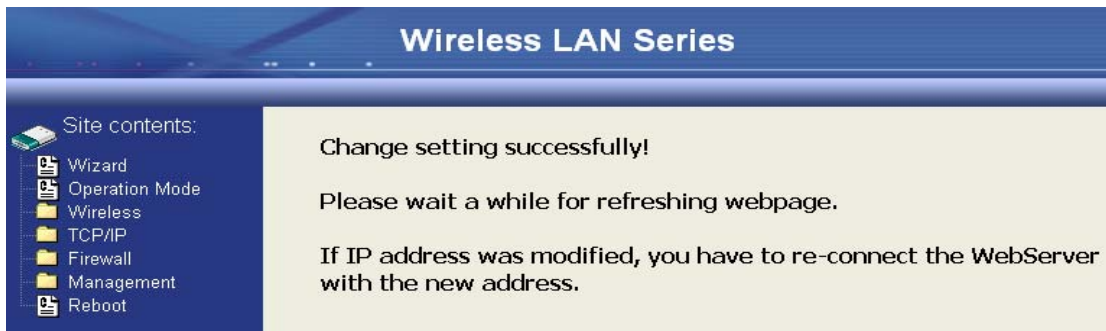 Wireless LAN Series
Site contents:
Wizard
Operation Mode
Wireless
TCP/IP
Firewall
Management
Reboot
Change setting successfully!
Please wait a while for refreshing webpage.
If IP address was modified, you have to re-connect the WebServer
with the new address.